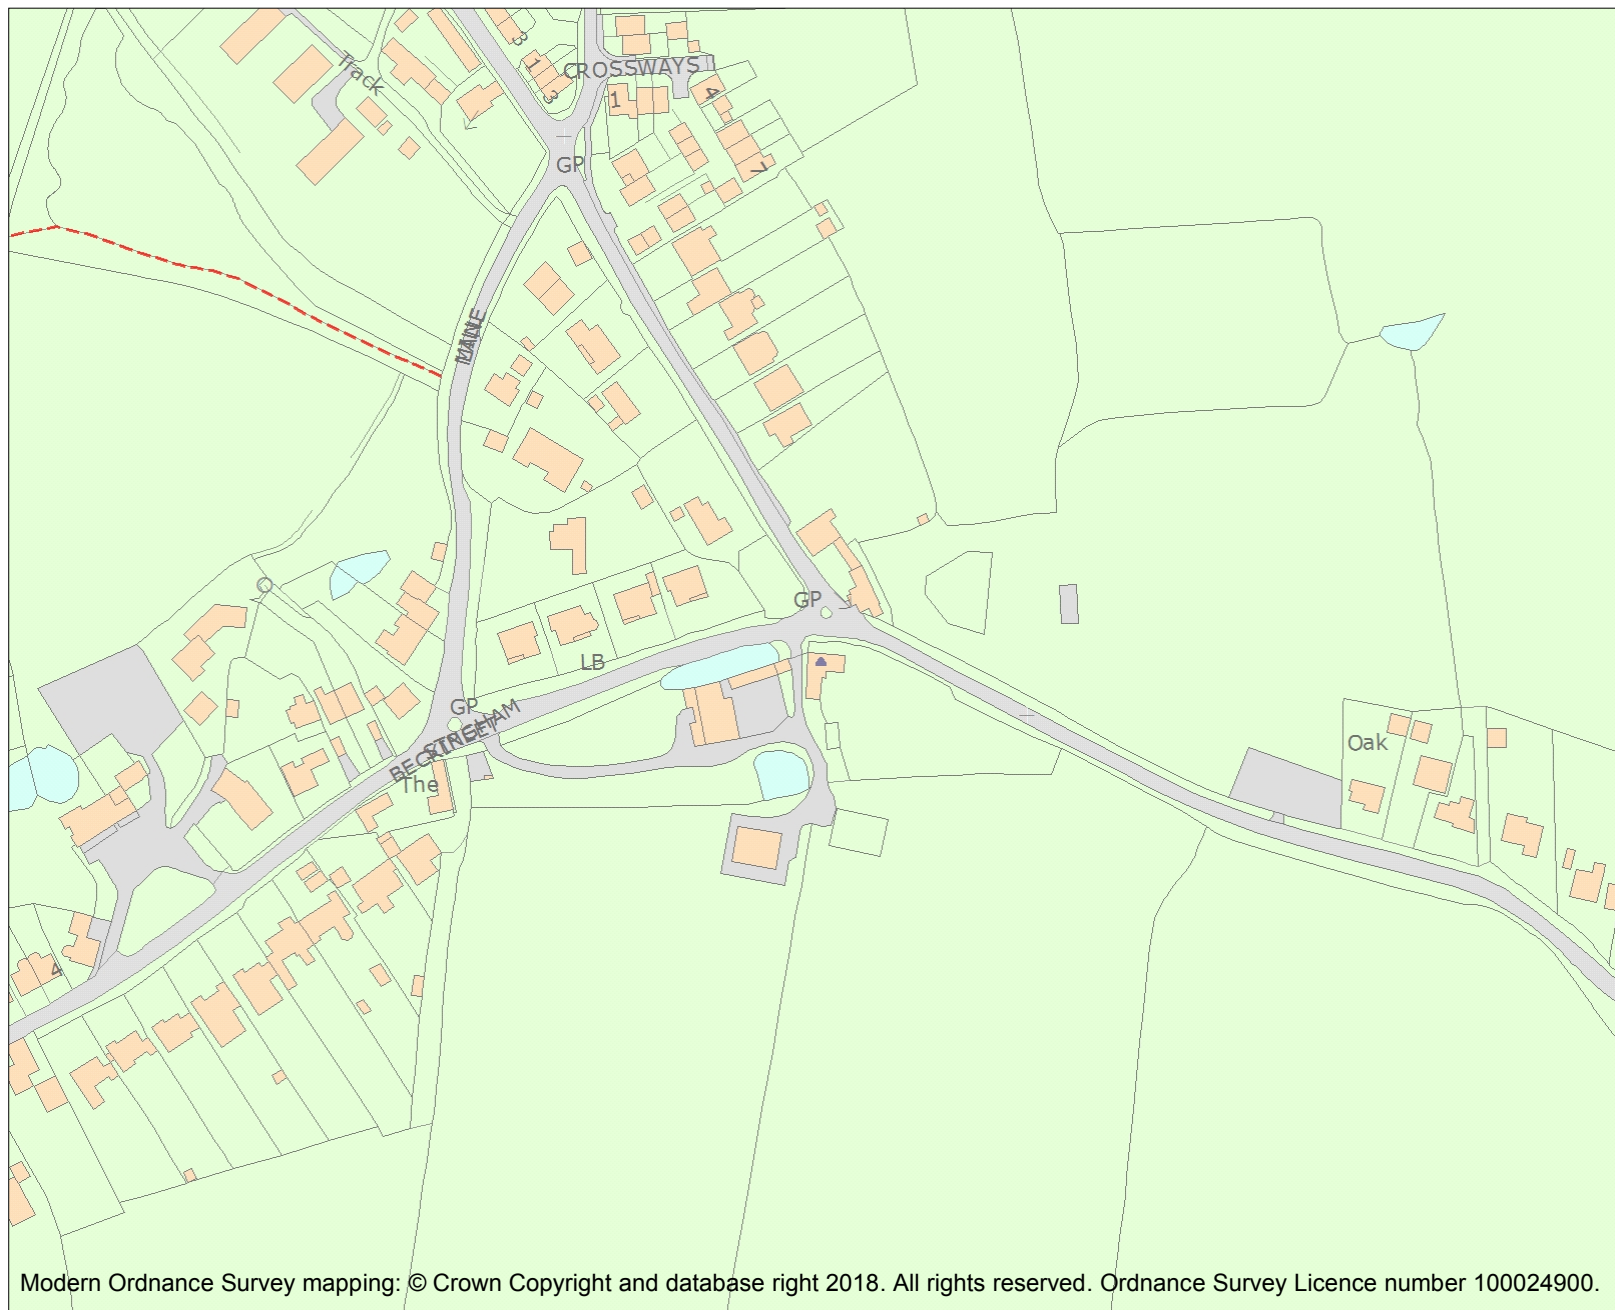 3
1
3
CROSSWAYS
Track
1
4
GP
7
LANE
GP
LB
GP
BECKINGHAM
STREET
The
Oak
4
Modern Ordnance Survey mapping: © Crown Copyright and database right 2018. All rights reserved. Ordnance Survey Licence number 100024900.